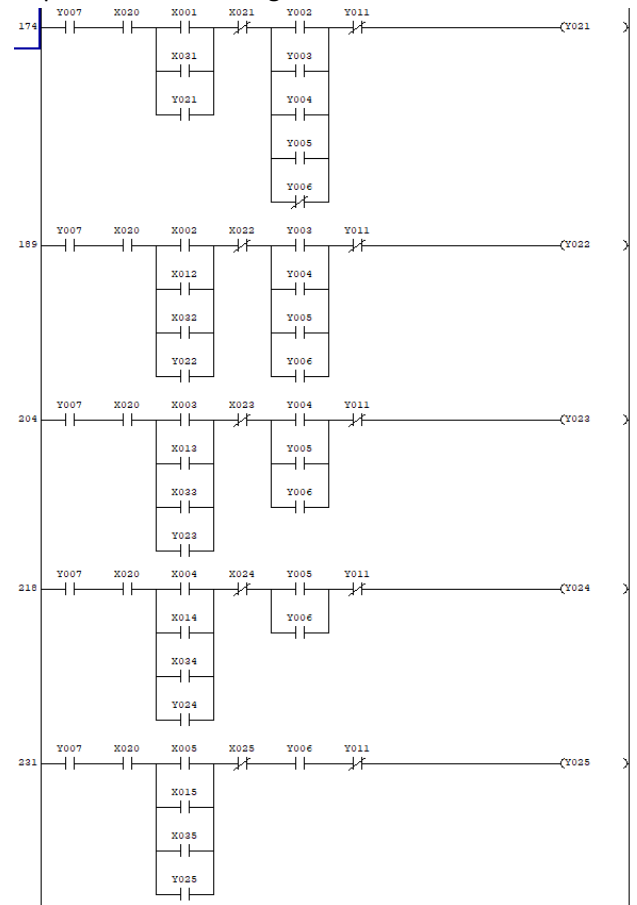 Y007 X020 X001 X021 Y002 Y011
174 (Y021 )
X031 Y003
Y021 Y004
Y005
Y006
Y007 X020 X002 X022 Y003 Y011
189 (Y022 )
X012 Y004
X032 Y005
Y022 Y006
Y007 X020 X003 X023 Y004 Y011
204 (Y023 )
X013 Y005
X033 Y006
Y023
Y007 X020 X004 X024 Y005 Y011
218 (Y024 )
X014 Y006
X034
Y024
Y007 X020 X005 X025 Y006 Y011
231 (Y025 )
X015
X035
Y025